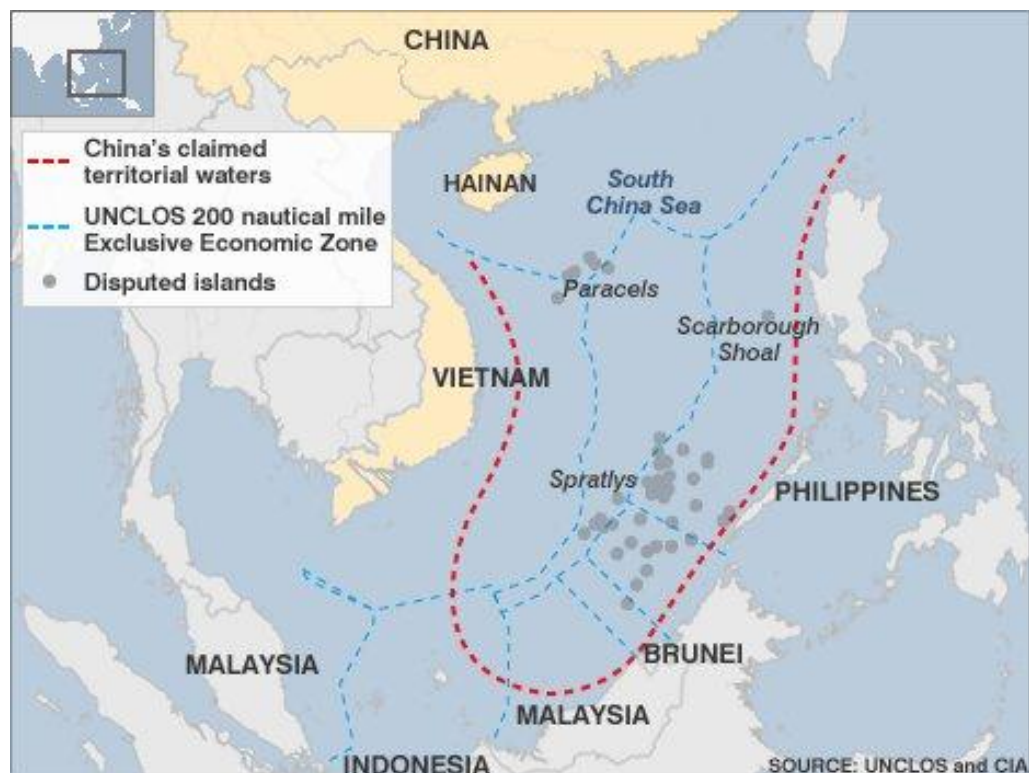 CHINA
China's claimed
territorial waters
UNCLOS 200 nautical mile
Exclusive Economic Zone
Disputed islands
HAINAN
South
China Sea
Paracels
Scarborough
Shoal
VIETNAM
Spratlys
PHILIPPINES
MALAYSIA
BRUNEI
MALAYSIA
INDONESIA
SOURCE: UNCLOS and CIA